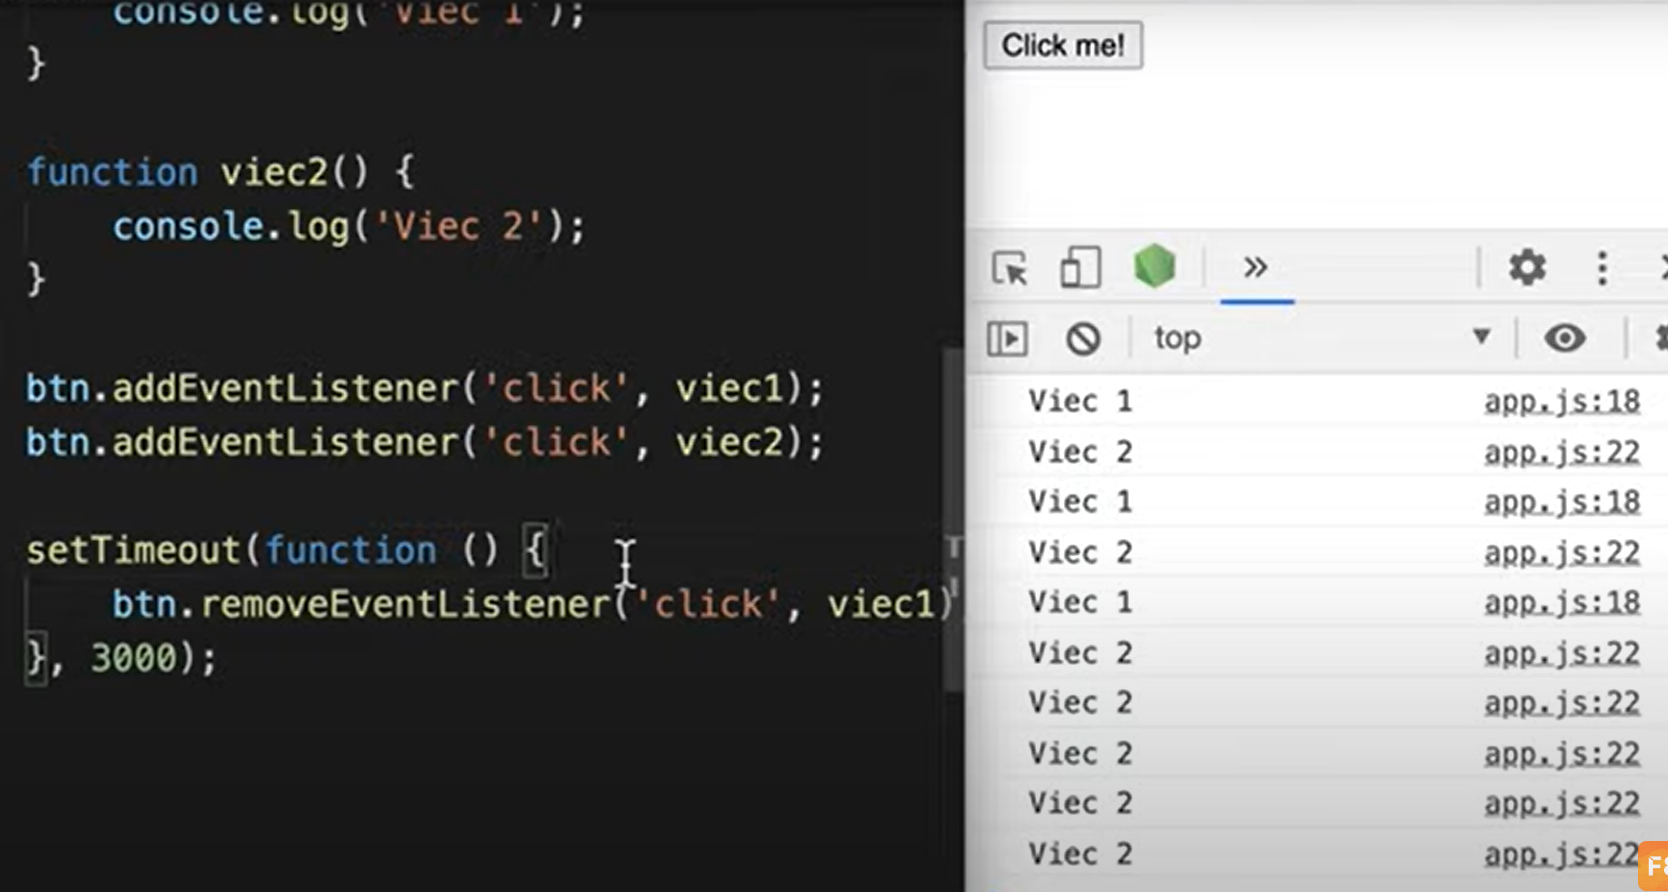 console.log('Viec 1');
}
function viec2() {
console.log('Viec 2');
}
btn.addEventListener('click', viec1);
btn.addEventListener('click', viec2);
setTimeout(function () {
btn.removeEventListener('click', viec1)
}, 3000);
Click me!
top
Viec 1 app.js:18
Viec 2 app.js:22
Viec 1 app.js:18
Viec 2 app.js:22
Viec 1 app.js:18
Viec 2 app.js:22
Viec 2 app.js:22
Viec 2 app.js:22
Viec 2 app.js:22
Viec 2 app.js:22